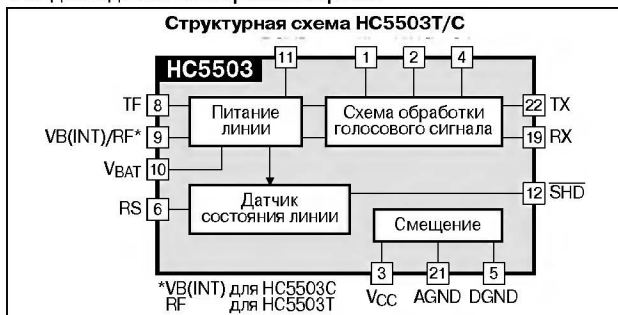 Структурная схема HC5503T/C
11 1 2 4
HC5503
TF 8
VB(INT)/RF* 9
VBAT 10
RS 6
Питание
линии
Схема обработки
голосового сигнала
22 TX
19 RX
Датчик
состояния линии
12 SHD
Смещение
3 21 5
VCC AGND DGND
*VB(INT) для HC5503C
RF для HC5503T